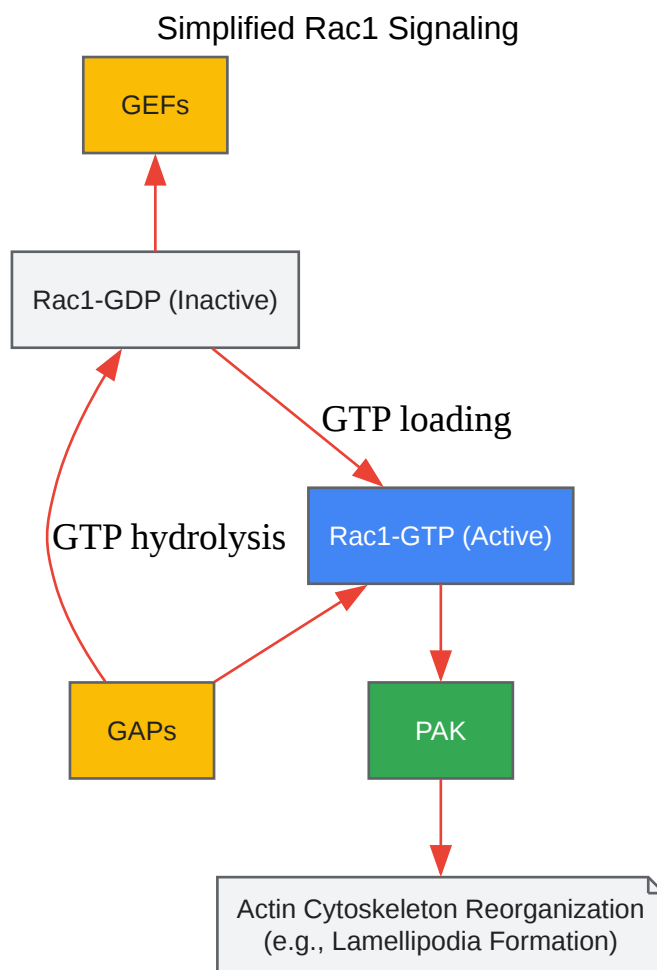 Simplified Rac1 Signaling
GEFs
Rac1-GDP (Inactive)
GTP loading
GTP hydrolysis
Rac1-GTP (Active)
GAPs
PAK
Actin Cytoskeleton Reorganization
(e.g., Lamellipodia Formation)